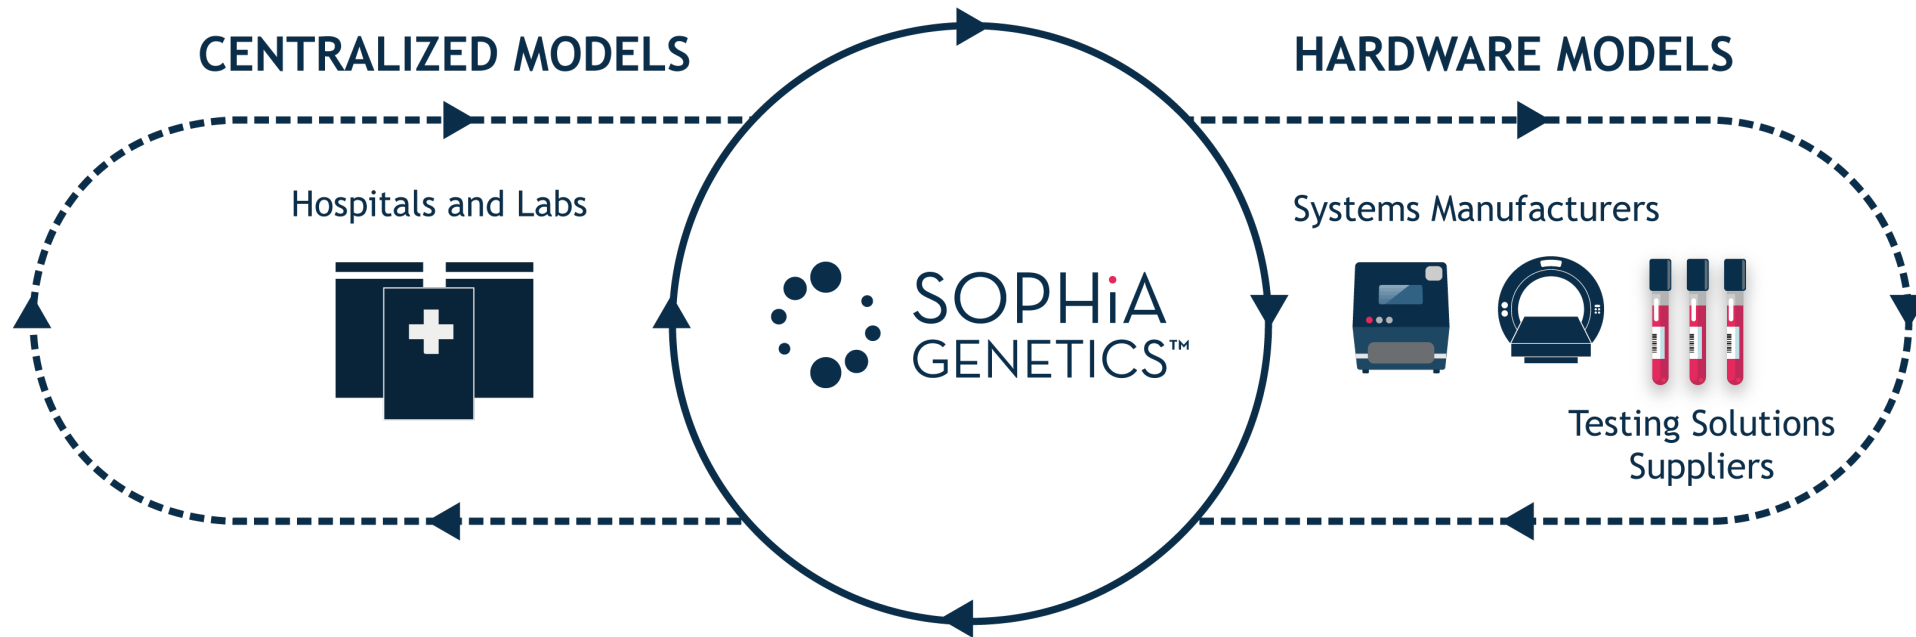 CENTRALIZED MODELS
HARDWARE MODELS
Hospitals and Labs
Systems Manufacturers
SOPHiA
GENETICS™
Testing Solutions
Suppliers